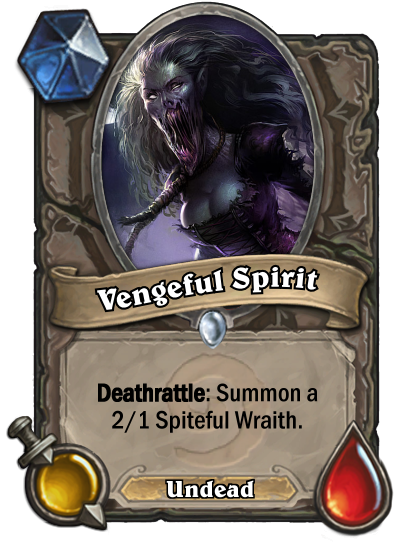 Vengeful Spirit
Deathrattle: Summon a
2/1 Spiteful Wraith.
Undead